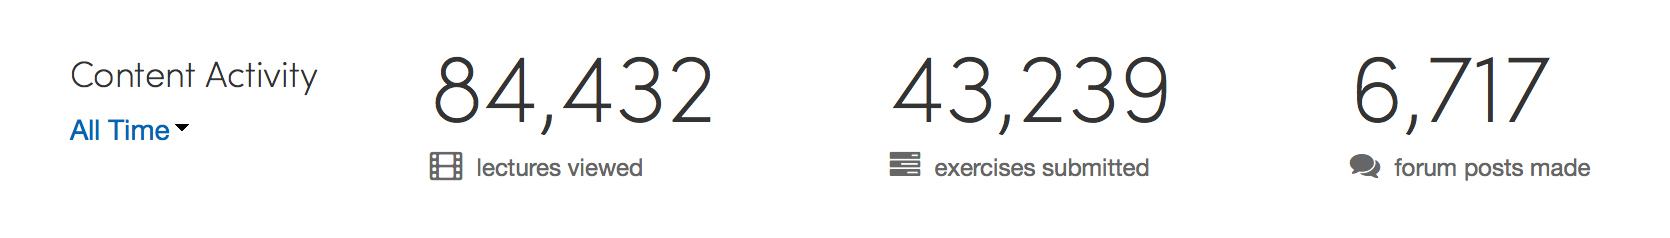 Content Activity
All Time
84,432
lectures viewed
43,239
exercises submitted
6,717
forum posts made